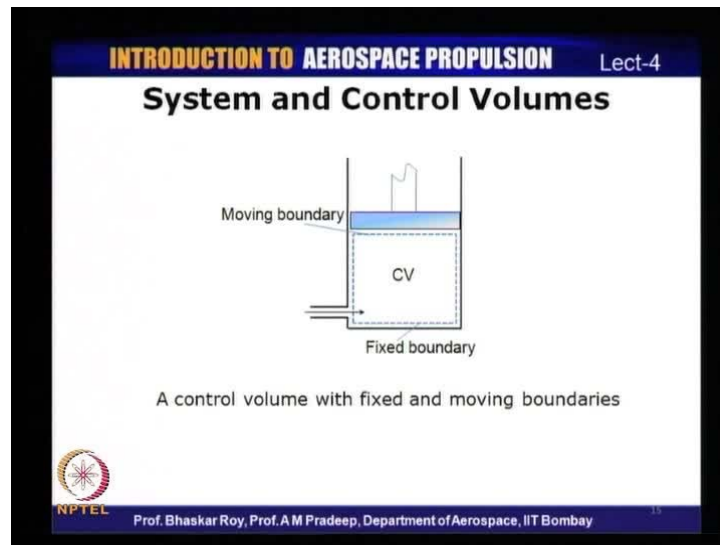 INTRODUCTION TO AEROSPACE PROPULSION Lect-4
System and Control Volumes
Moving boundary
CV
Fixed boundary
A control volume with fixed and moving boundaries
NPTEL
15
Prof. Bhaskar Roy, Prof. A M Pradeep, Department of Aerospace, IIT Bombay